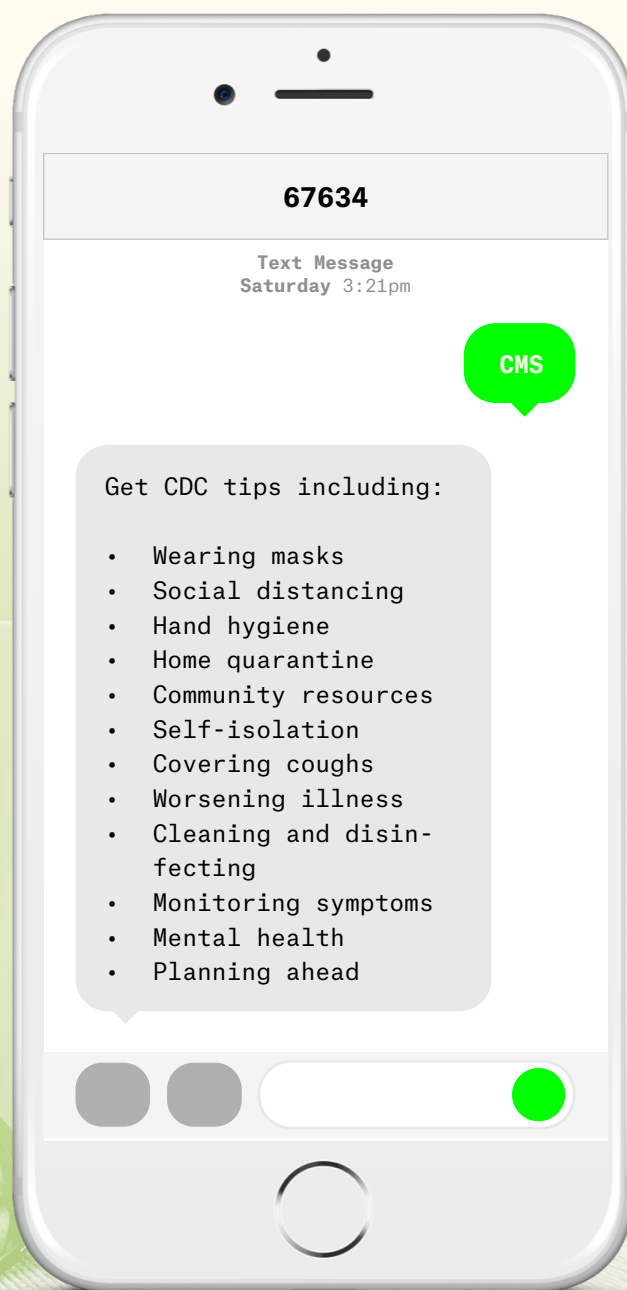 67634
Text Message
Saturday 3:21pm
CMS
Get CDC tips including:
• Wearing masks
• Social distancing
• Hand hygiene
• Home quarantine
• Community resources
• Self-isolation
• Covering coughs
• Worsening illness
• Cleaning and disin-
fecting
• Monitoring symptoms
• Mental health
• Planning ahead